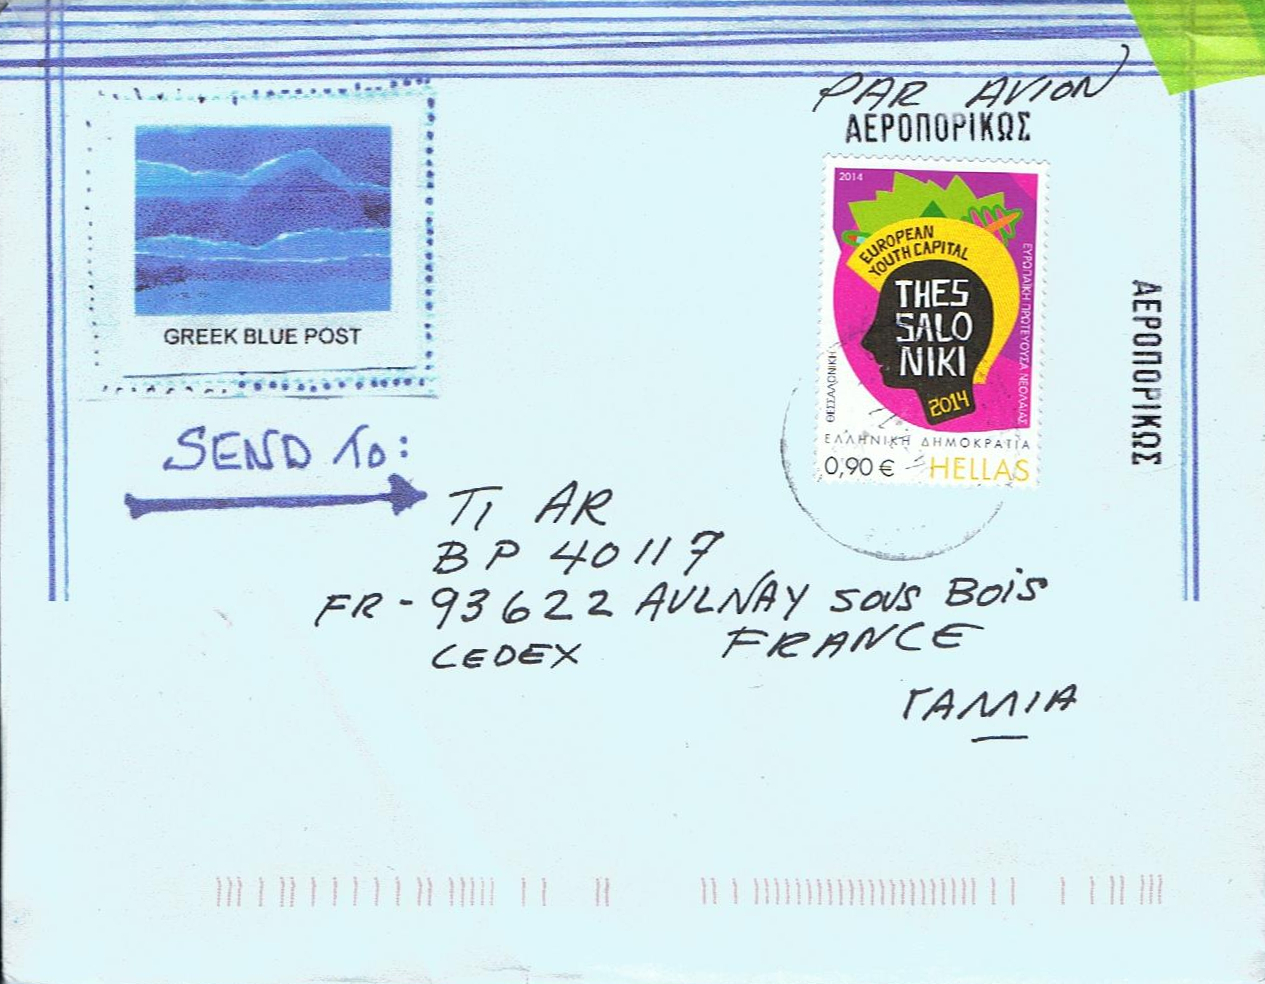 PAR AVION
ΑΕΡΟΠΟΡΙΚΩΣ
2014
EUROPEAN
YOUTH CAPITAL
THES
SALO
NIKI
2014
ΘΕΣΣΑΛΟΝΙΚΗ
ΕΥΡΩΠΑΪΚΗ ΠΡΩΤΕΥΟΥΣΑ ΝΕΟΛΑΙΑΣ
ΕΛΛΗΝΙΚΗ ΔΗΜΟΚΡΑΤΙΑ
0,90 € HELLAS
ΑΕΡΟΠΟΡΙΚΩΣ
GREEK BLUE POST
SEND TO:
TI AR
BP 40117
FR-93622 AULNAY SOUS BOIS
CEDEX FRANCE
ΓΑΛΛΙΑ